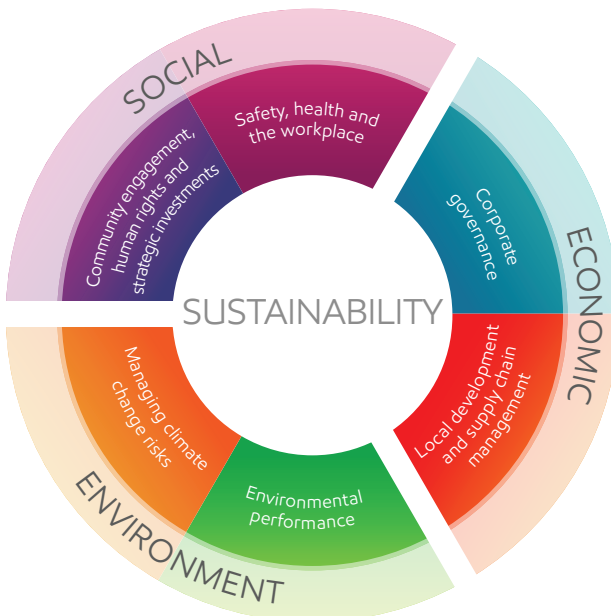 SOCIAL
Safety, health and
the workplace
Community engagement,
human rights and
strategic investments
Corporate
governance
ECONOMIC
SUSTAINABILITY
Local development
and supply chain
management
Managing climate
change risks
Environmental
performance
ENVIRONMENT